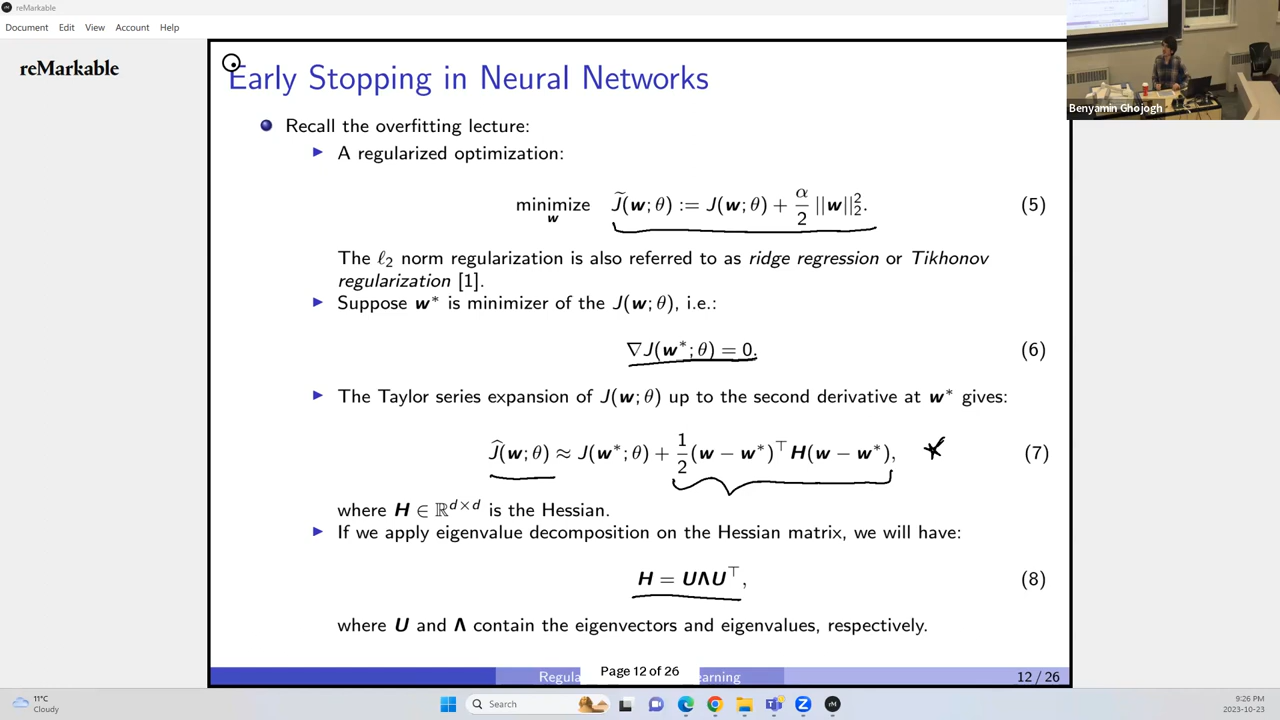 reMarkable
Document Edit View Account Help
reMarkable
Early Stopping in Neural Networks
Recall the overfitting lecture:
A regularized optimization:
minimize J̃(w; θ) := J(w; θ) + α/2 ||w||₂². (5)
w
The ℓ₂ norm regularization is also referred to as ridge regression or Tikhonov
regularization [1].
Suppose w* is minimizer of the J(w; θ), i.e.:
∇J(w*; θ) = 0. (6)
The Taylor series expansion of J(w; θ) up to the second derivative at w* gives:
Ĵ(w; θ) ≈ J(w*; θ) + 1/2 (w − w*)⊤H(w − w*), (7)
where H ∈ ℝᵈˣᵈ is the Hessian.
If we apply eigenvalue decomposition on the Hessian matrix, we will have:
H = UΛU⊤, (8)
where U and Λ contain the eigenvectors and eigenvalues, respectively.
Regula Page 12 of 26 earning 12 / 26
Benyamin Ghojogh
11°C
Cloudy
Search
9:26 PM
2023-10-23